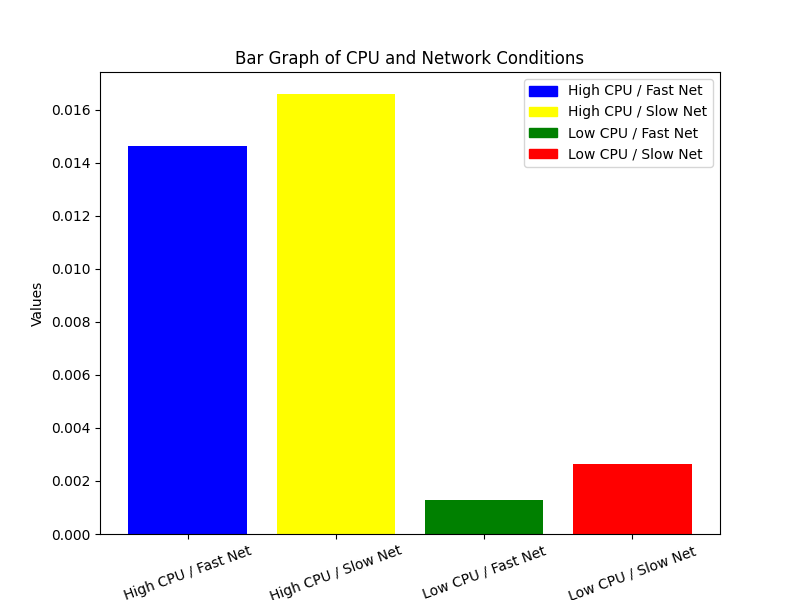 Bar Graph of CPU and Network Conditions
High CPU / Fast Net
High CPU / Slow Net
Low CPU / Fast Net
Low CPU / Slow Net
Values
0.016
0.014
0.012
0.010
0.008
0.006
0.004
0.002
0.000
High CPU / Fast Net
High CPU / Slow Net
Low CPU / Fast Net
Low CPU / Slow Net